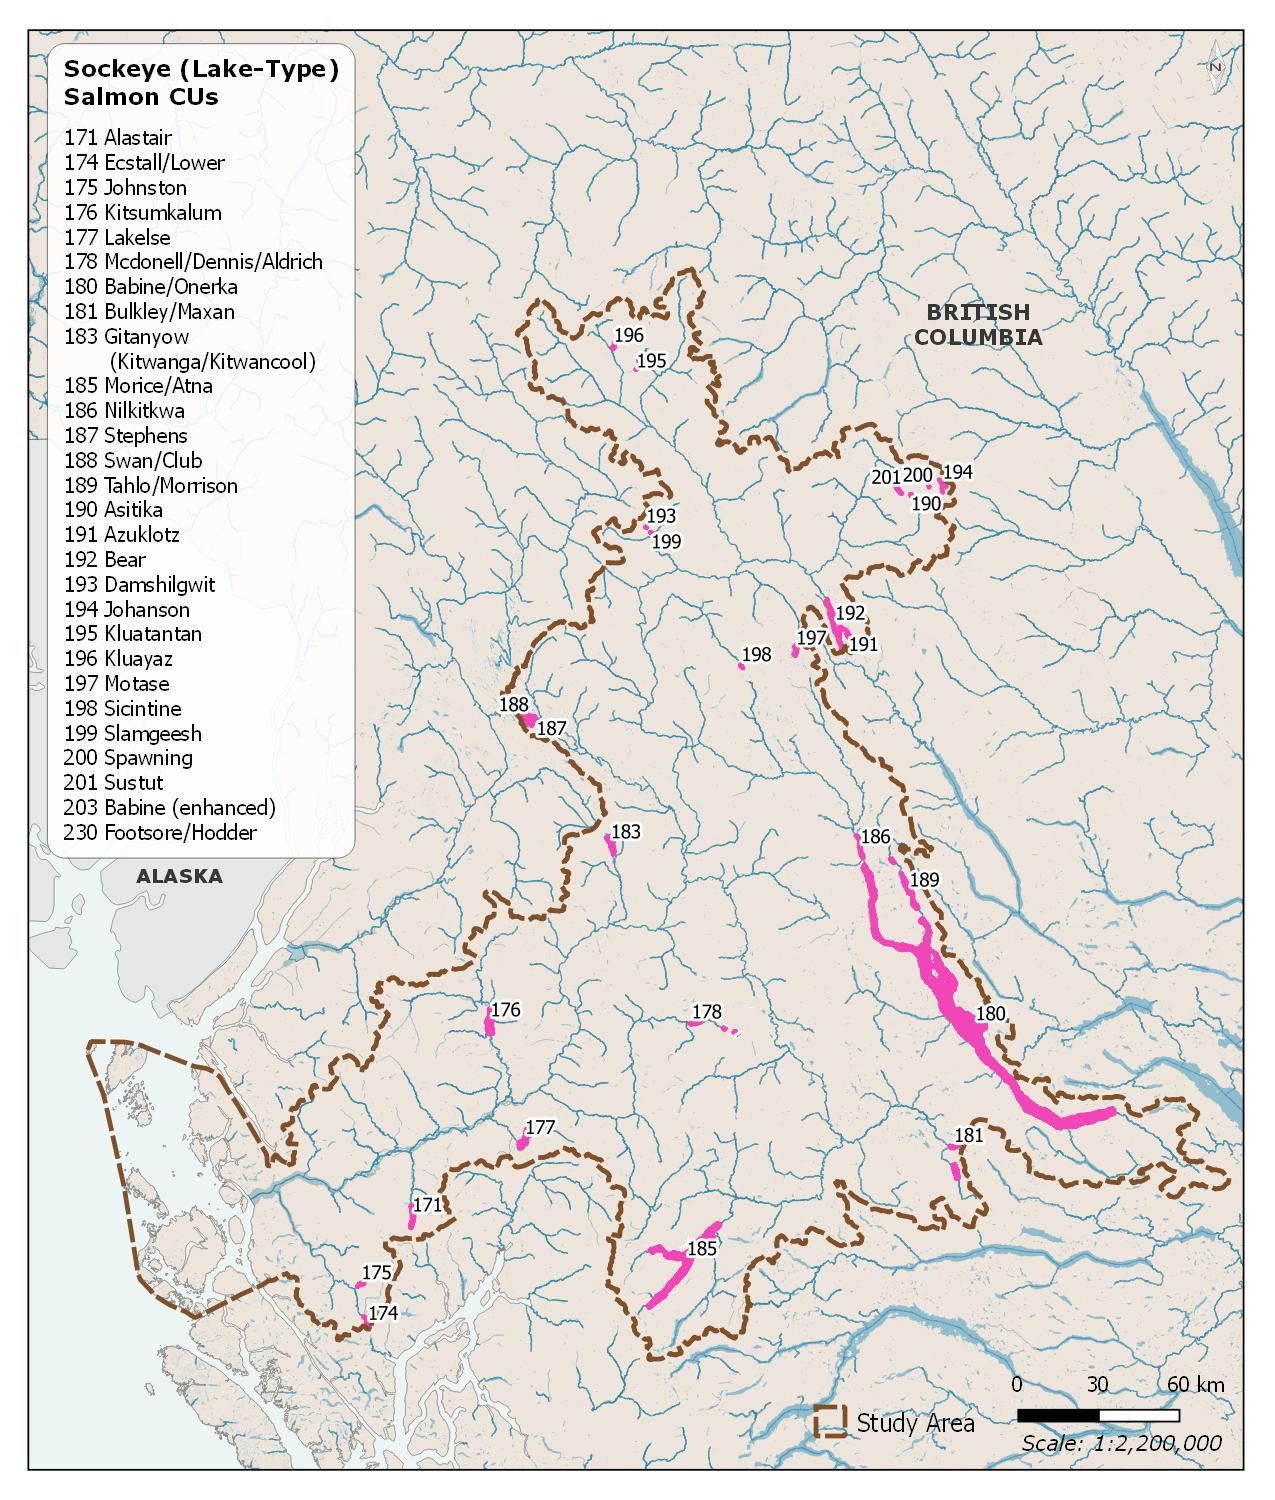 Sockeye (Lake-Type)
Salmon CUs
171 Alastair
174 Ecstall/Lower
175 Johnston
176 Kitsumkalum
177 Lakelse
178 Mcdonell/Dennis/Aldrich
180 Babine/Onerka
181 Bulkley/Maxan
183 Gitanyow
(Kitwanga/Kitwancool)
185 Morice/Atna
186 Nilkitkwa
187 Stephens
188 Swan/Club
189 Tahlo/Morrison
190 Asitika
191 Azuklotz
192 Bear
193 Damshilgwit
194 Johanson
195 Kluatantan
196 Kluayaz
197 Motase
198 Sicintine
199 Slamgeesh
200 Spawning
201 Sustut
203 Babine (enhanced)
230 Footsore/Hodder
N
BRITISH
COLUMBIA
196
195
201 200 194
190
193
199
192
197 191
198
188
187
183
186
189
ALASKA
176
178
180
177
181
171
185
175
174
0 30 60 km
Study Area
Scale: 1:2,200,000